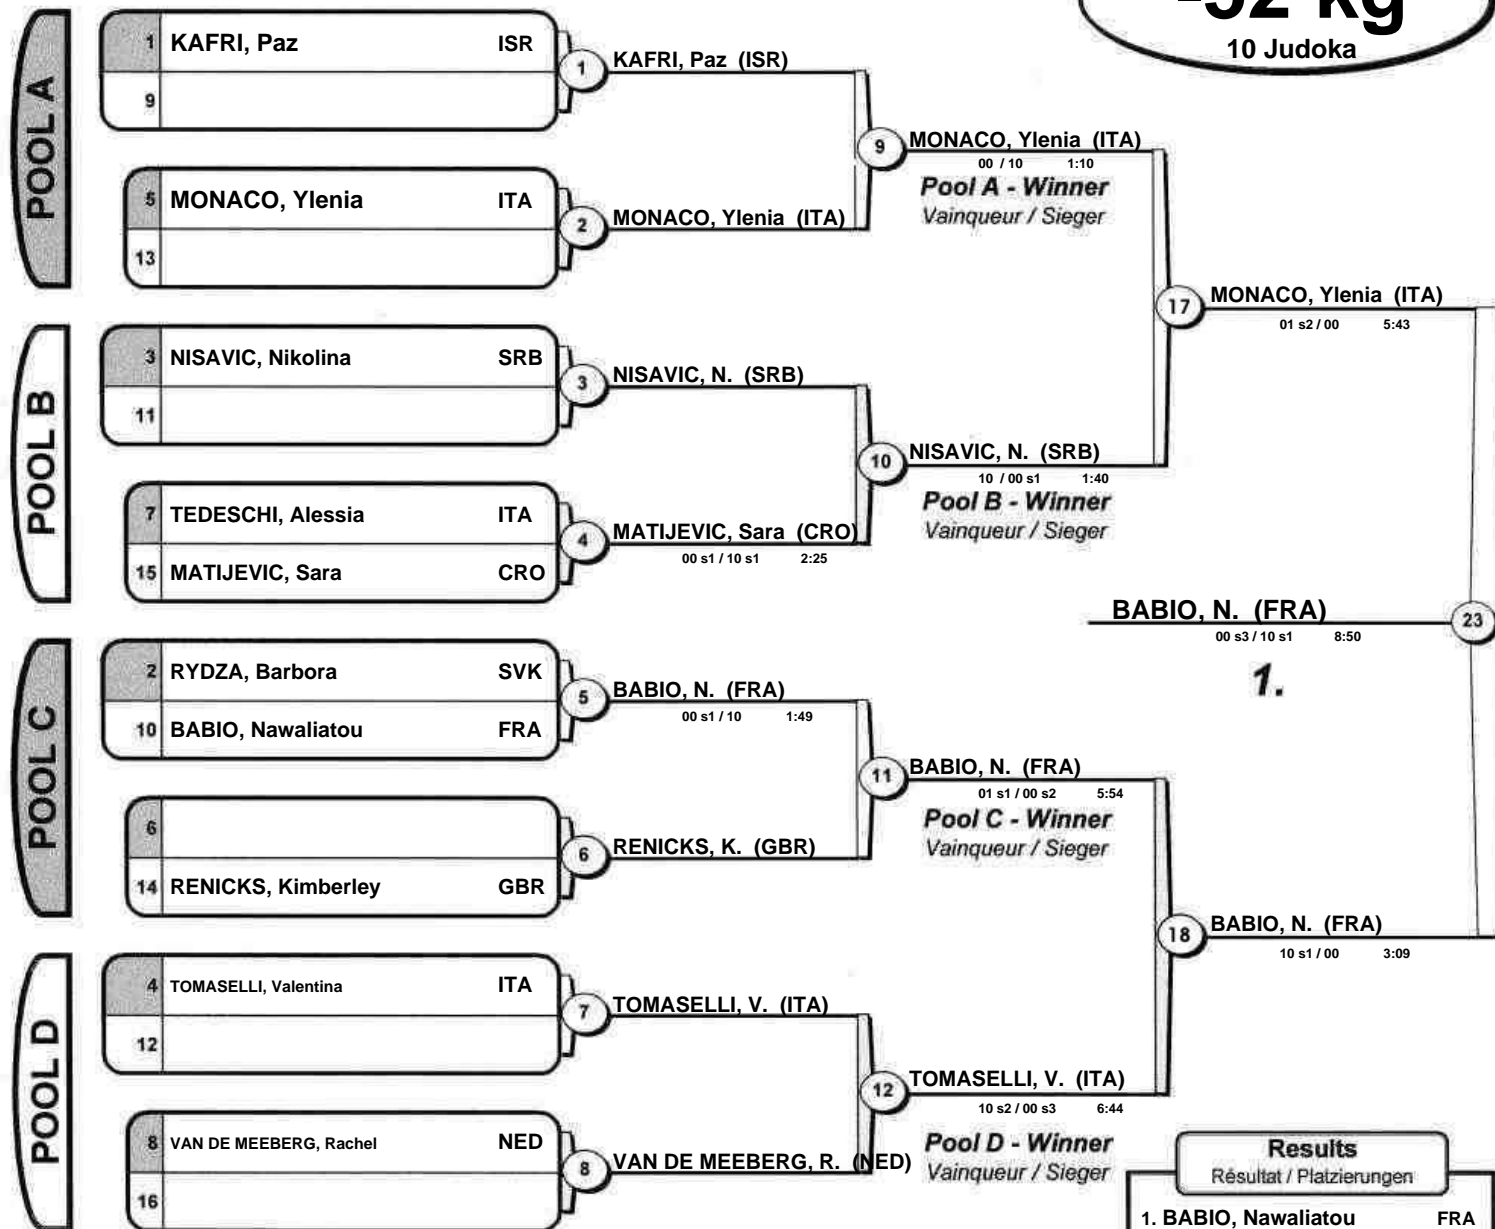 -52 kg
10 Judoka
POOL A
1 KAFRI, Paz ISR
9
1 KAFRI, Paz (ISR)
5 MONACO, Ylenia ITA
13
2 MONACO, Ylenia (ITA)
9 MONACO, Ylenia (ITA)
00 / 10 1:10
Pool A - Winner
Vainqueur / Sieger
POOL B
3 NISAVIC, Nikolina SRB
11
3 NISAVIC, N. (SRB)
7 TEDESCHI, Alessia ITA
15 MATIJEVIC, Sara CRO
4 MATIJEVIC, Sara (CRO)
00 s1 / 10 s1 2:25
10 NISAVIC, N. (SRB)
10 / 00 s1 1:40
Pool B - Winner
Vainqueur / Sieger
17 MONACO, Ylenia (ITA)
01 s2 / 00 5:43
BABIO, N. (FRA) 23
00 s3 / 10 s1 8:50
1.
POOL C
2 RYDZA, Barbora SVK
10 BABIO, Nawaliatou FRA
5 BABIO, N. (FRA)
00 s1 / 10 1:49
6
14 RENICKS, Kimberley GBR
6 RENICKS, K. (GBR)
11 BABIO, N. (FRA)
01 s1 / 00 s2 5:54
Pool C - Winner
Vainqueur / Sieger
POOL D
4 TOMASELLI, Valentina ITA
12
7 TOMASELLI, V. (ITA)
8 VAN DE MEEBERG, Rachel NED
16
8 VAN DE MEEBERG, R. (NED)
12 TOMASELLI, V. (ITA)
10 s2 / 00 s3 6:44
Pool D - Winner
Vainqueur / Sieger
18 BABIO, N. (FRA)
10 s1 / 00 3:09
Results
Résultat / Platzierungen
1. BABIO, Nawaliatou FRA